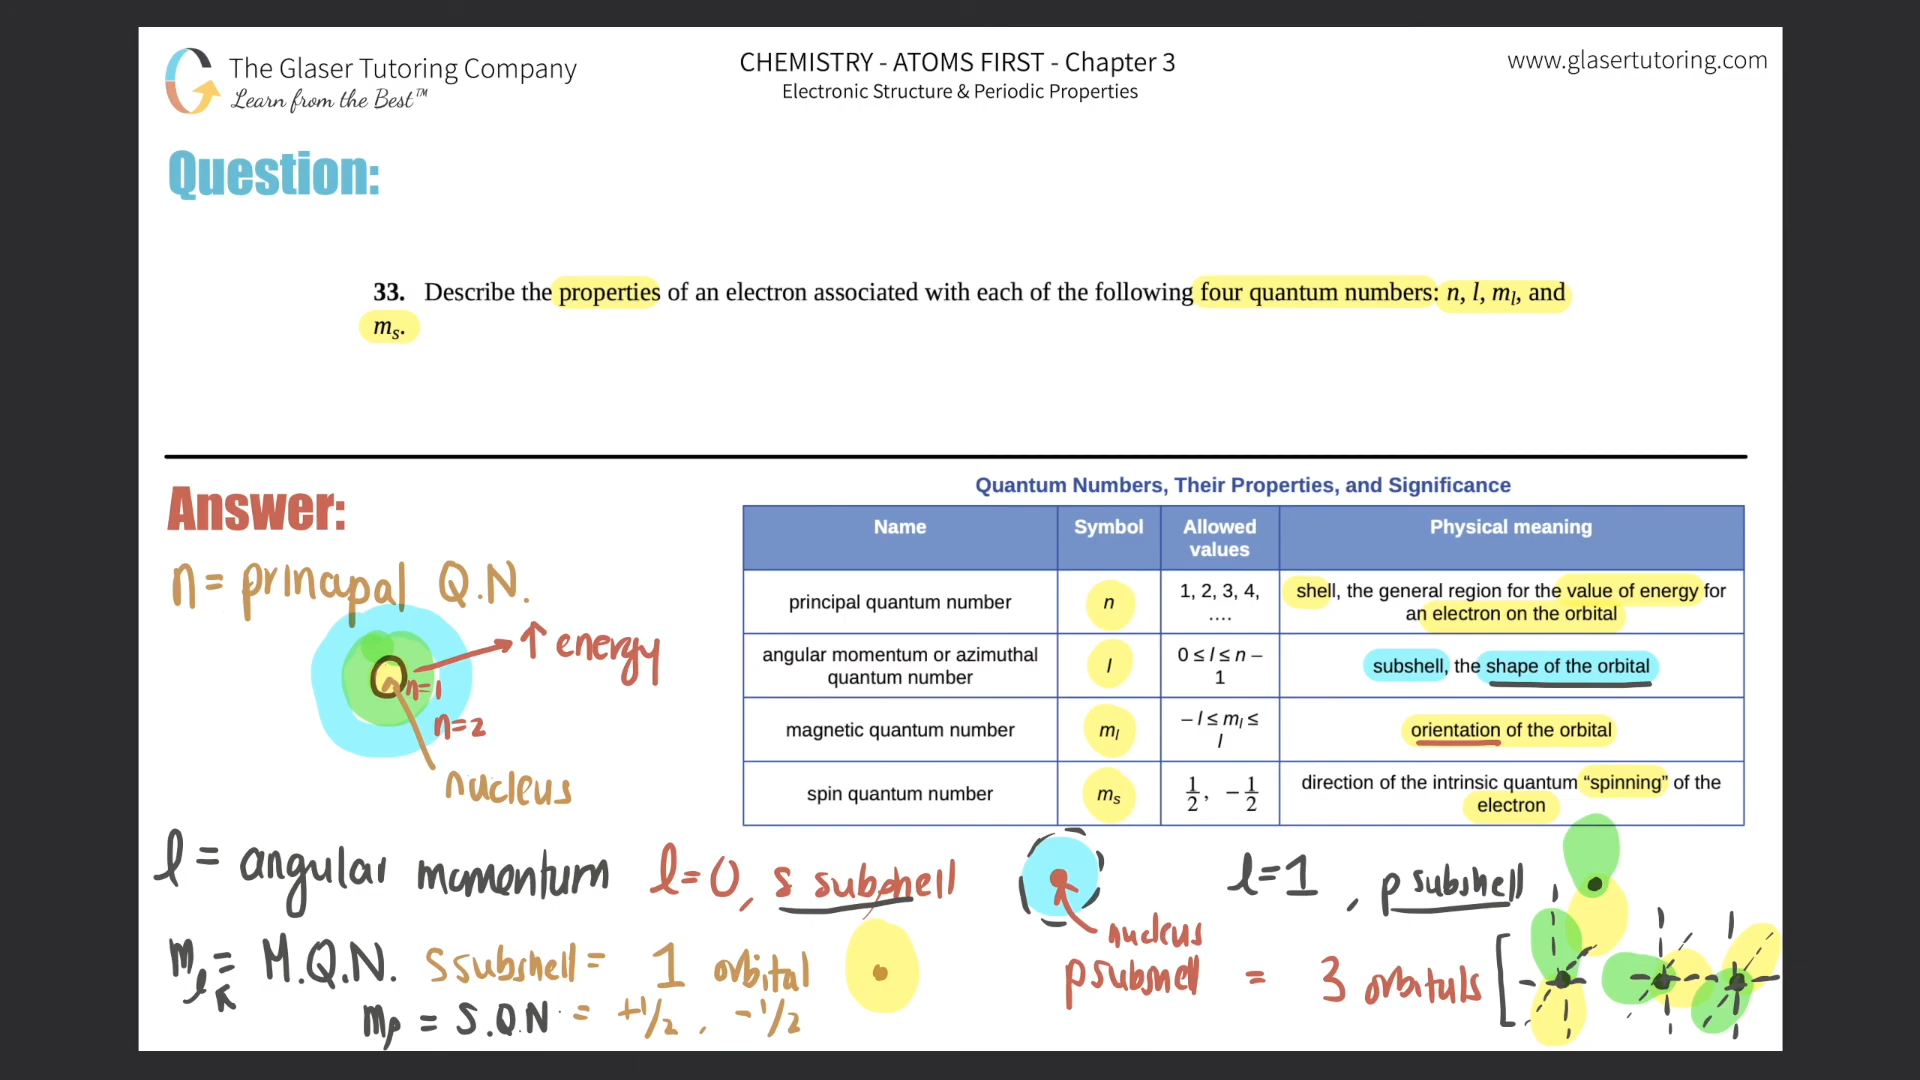 The Glaser Tutoring Company
Learn from the Best™
CHEMISTRY - ATOMS FIRST - Chapter 3
Electronic Structure & Periodic Properties
www.glasertutoring.com
Question:
33. Describe the properties of an electron associated with each of the following four quantum numbers: n, l, mₗ, and
mₛ.
Answer:
Quantum Numbers, Their Properties, and Significance
Name Symbol Allowed values Physical meaning
principal quantum number n 1, 2, 3, 4, .... shell, the general region for the value of energy for an electron on the orbital
angular momentum or azimuthal quantum number l 0 ≤ l ≤ n – 1 subshell, the shape of the orbital
magnetic quantum number mₗ – l ≤ mₗ ≤ l orientation of the orbital
spin quantum number mₛ 1/2, –1/2 direction of the intrinsic quantum “spinning” of the electron
n = principal Q.N.
↑ energy
n=1
n=2
nucleus
l = angular momentum l=0, s subshell
nucleus
l=1, p subshell
mₗ = M.Q.N. s subshell = 1 orbital
p subshell = 3 orbitals
= S.Q.N. = +1/2, -1/2